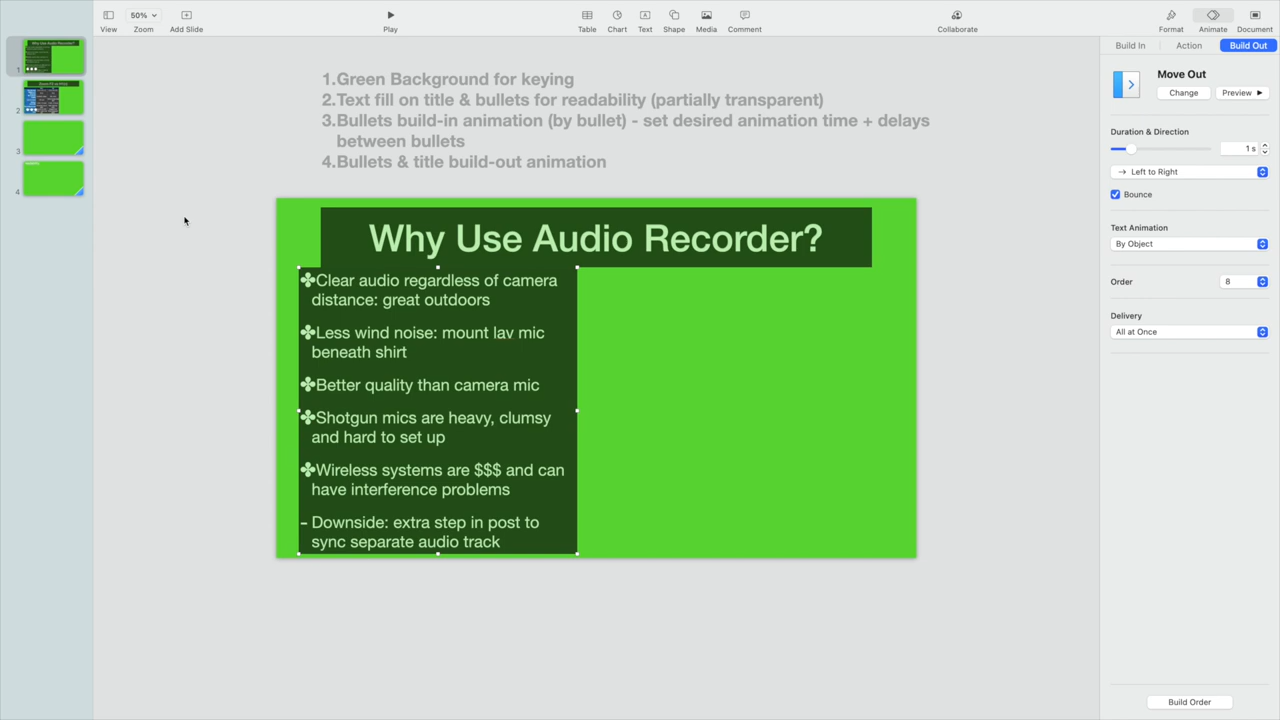 50%
View
Zoom
Add Slide
Play
Table
Chart
Text
Shape
Media
Comment
Collaborate
Format
Animate
Document
Build In
Action
Build Out
Move Out
Change
Preview
Duration & Direction
1 s
Left to Right
Bounce
Text Animation
By Object
Order
8
Delivery
All at Once
Build Order
1
2
3
4
1.Green Background for keying
2.Text fill on title & bullets for readability (partially transparent)
3.Bullets build-in animation (by bullet) - set desired animation time + delays
between bullets
4.Bullets & title build-out animation
Why Use Audio Recorder?
✤Clear audio regardless of camera
distance: great outdoors
✤Less wind noise: mount lav mic
beneath shirt
✤Better quality than camera mic
✤Shotgun mics are heavy, clumsy
and hard to set up
✤Wireless systems are $$$ and can
have interference problems
– Downside: extra step in post to
sync separate audio track